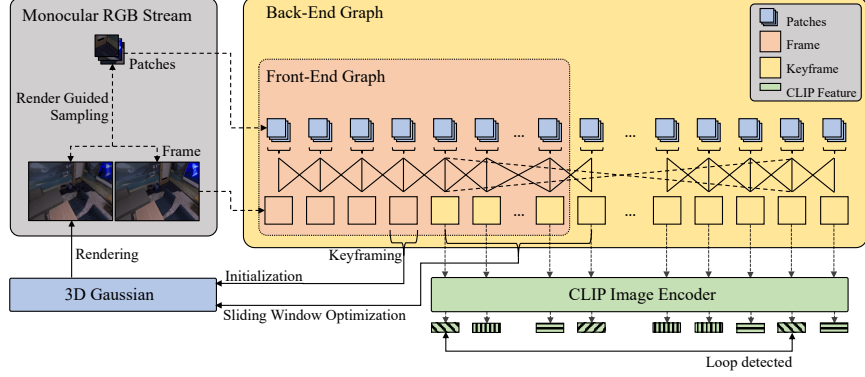 Monocular RGB Stream
Patches
Render Guided
Sampling
Frame
Back-End Graph
Front-End Graph
...
...
...
...
Patches
Frame
Keyframe
CLIP Feature
Rendering
Keyframing
Initialization
3D Gaussian
Sliding Window Optimization
CLIP Image Encoder
Loop detected